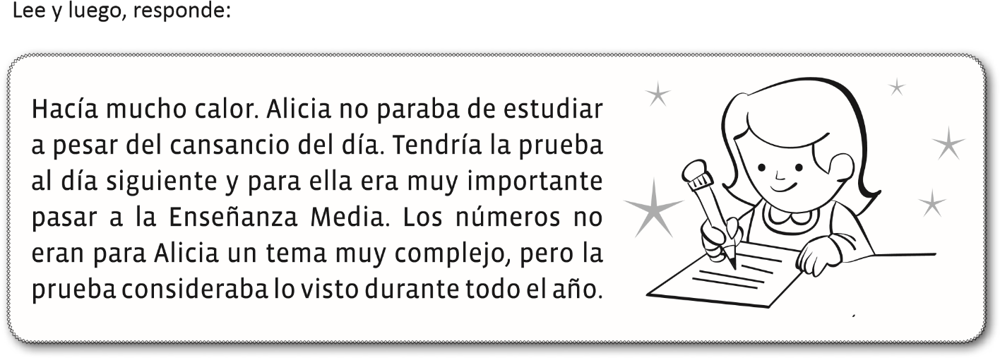 Lee y luego, responde:
Hacía mucho calor. Alicia no paraba de estudiar
a pesar del cansancio del día. Tendría la prueba
al día siguiente y para ella era muy importante
pasar a la Enseñanza Media. Los números no
eran para Alicia un tema muy complejo, pero la
prueba consideraba lo visto durante todo el año.